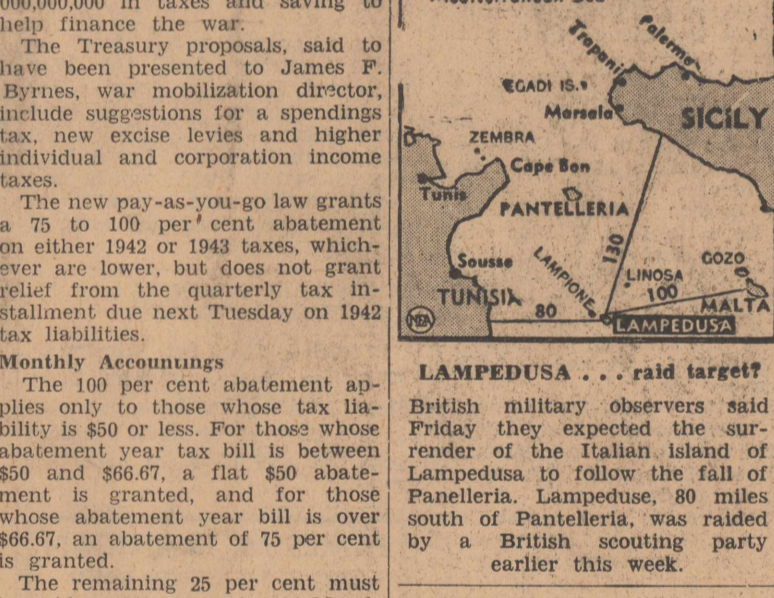 000,000,000 in taxes and saving to
help finance the war.
The Treasury proposals, said to
have been presented to James F.
Byrnes, war mobilization director,
include suggestions for a spendings
tax, new excise levies and higher
individual and corporation income
taxes.
The new pay-as-you-go law grants
a 75 to 100 per cent abatement
on either 1942 or 1943 taxes, which-
ever are lower, but does not grant
relief from the quarterly tax in-
stallment due next Tuesday on 1942
tax liabilities.
Monthly Accountings
The 100 per cent abatement ap-
plies only to those whose tax lia-
bility is $50 or less. For those whose
abatement year tax bill is between
$50 and $66.67, a flat $50 abate-
ment is granted, and for those
whose abatement year bill is over
$66.67, an abatement of 75 per cent
is granted.
The remaining 25 per cent must
Trapani
Palermo
EGADI IS.
Marsala
SICILY
ZEMBRA
Cape Bon
Tunis
PANTELLERIA
130
Sousse
LAMPIONE
LINOSA
GOZO
100
TUNISIA
80
MALTA
NEA
LAMPEDUSA
LAMPEDUSA . . . raid target?
British military observers said
Friday they expected the sur-
render of the Italian island of
Lampedusa to follow the fall of
Panelleria. Lampeduse, 80 miles
south of Pantelleria, was raided
by a British scouting party
earlier this week.